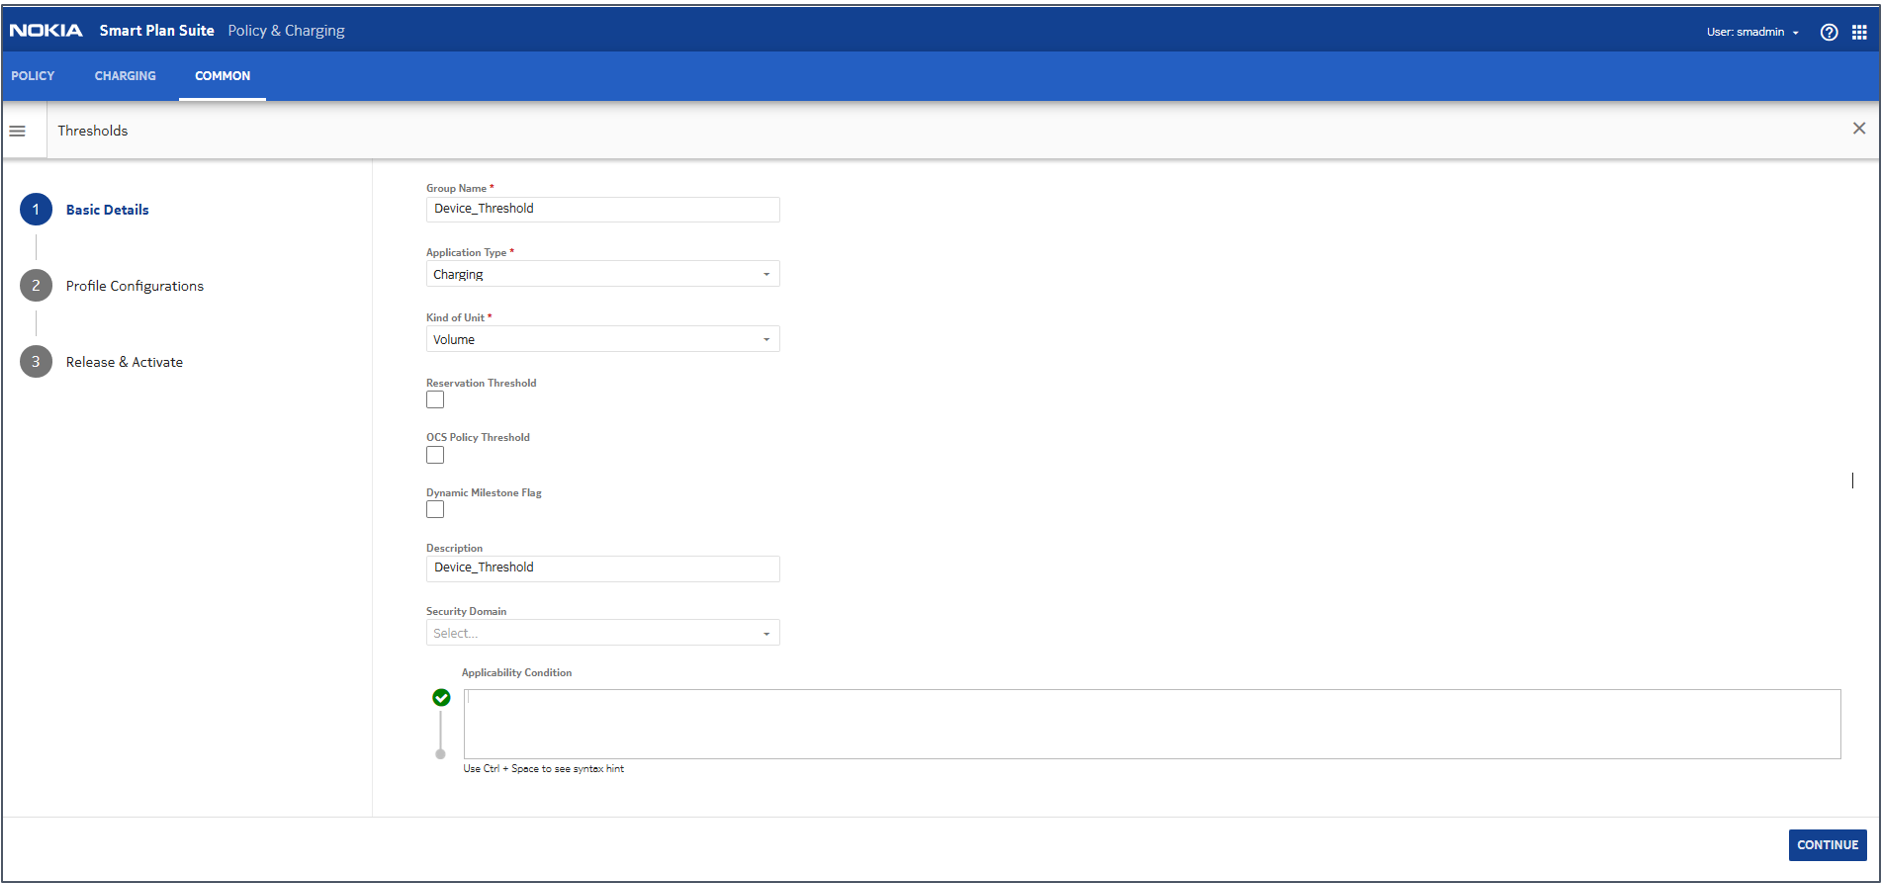 NOKIA Smart Plan Suite Policy & Charging User: smadmin
POLICY CHARGING COMMON
Thresholds
1 Basic Details
2 Profile Configurations
3 Release & Activate
Group Name *
Device_Threshold
Application Type *
Charging
Kind of Unit *
Volume
Reservation Threshold
OCS Policy Threshold
Dynamic Milestone Flag
Description
Device_Threshold
Security Domain
Select...
Applicability Condition
Use Ctrl + Space to see syntax hint
CONTINUE